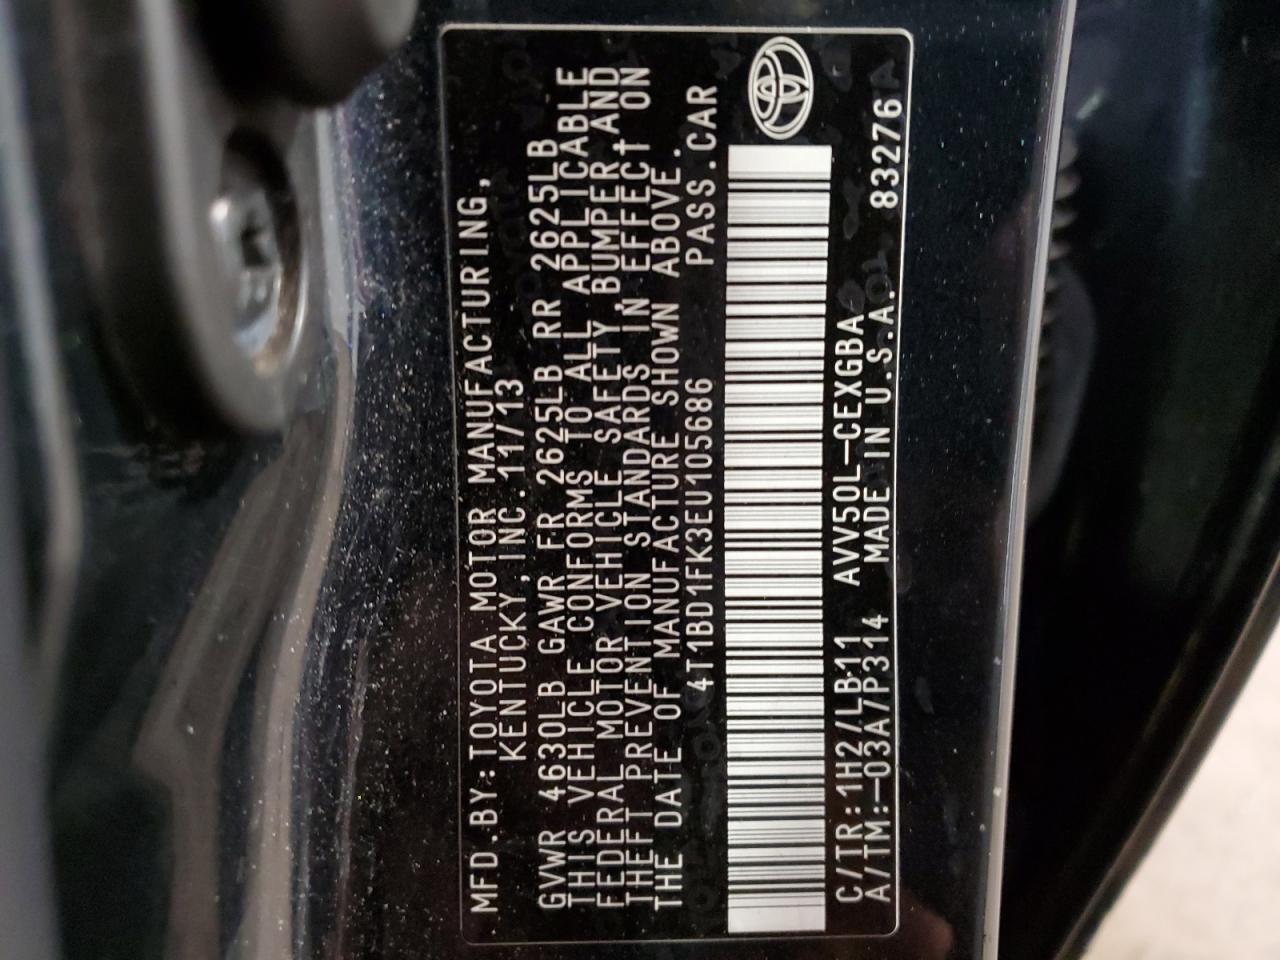 MFD.BY:TOYOTA MOTOR MANUFACTURING,
KENTUCKY, INC. 11/13
GVWR 4630LB GAWR FR 2625LB RR 2625LB
THIS VEHICLE CONFORMS TO ALL APPLICABLE
FEDERAL MOTOR VEHICLE SAFETY,BUMPER AND
THEFT PREVENTION STANDARDS IN EFFECT ON
THE DATE OF MANUFACTURE SHOWN ABOVE.
4T1BD1FK3EU105686 PASS.CAR
C/TR:1H2/LB11 AVV50L-CEXGBA
A/TM:-03A/P314 MADE IN U.S.A. 83276